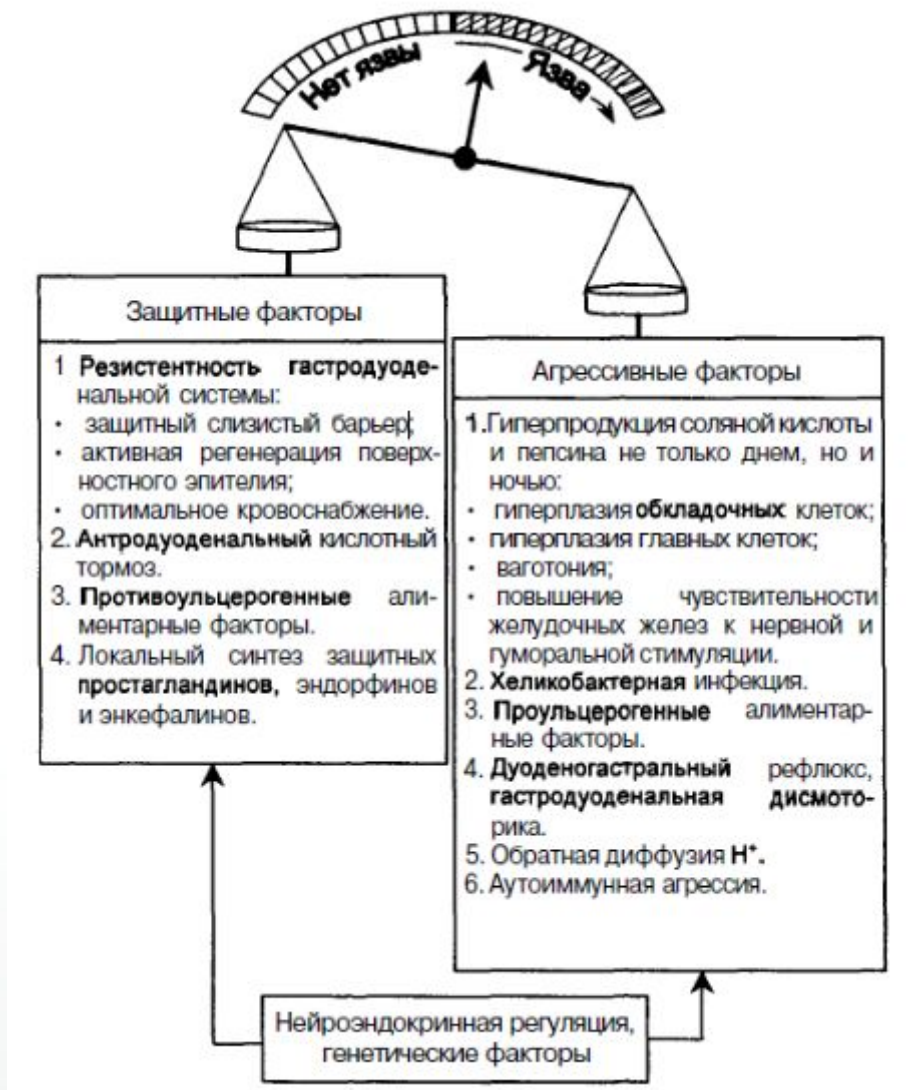 Нет язвы
Язва
Защитные факторы
1 Резистентность гастродуоде-
нальной системы:
· защитный слизистый барьер;
· активная регенерация поверх-
ностного эпителия;
· оптимальное кровоснабжение.
2. Антродуоденальный кислотный
тормоз.
3. Противоульцерогенные али-
ментарные факторы.
4. Локальный синтез защитных
простагландинов, эндорфинов
и энкефалинов.
Агрессивные факторы
1.Гиперпродукция соляной кислоты
и пепсина не только днем, но и
ночью:
· гиперплазия обкладочных клеток;
· гиперплазия главных клеток;
· ваготония;
· повышение чувствительности
желудочных желез к нервной и
гуморальной стимуляции.
2. Хеликобактерная инфекция.
3. Проульцерогенные алиментар-
ные факторы.
4. Дуоденогастральный рефлюкс,
гастродуоденальная дисмото-
рика.
5. Обратная диффузия H⁺.
6. Аутоиммунная агрессия.
Нейроэндокринная регуляция,
генетические факторы